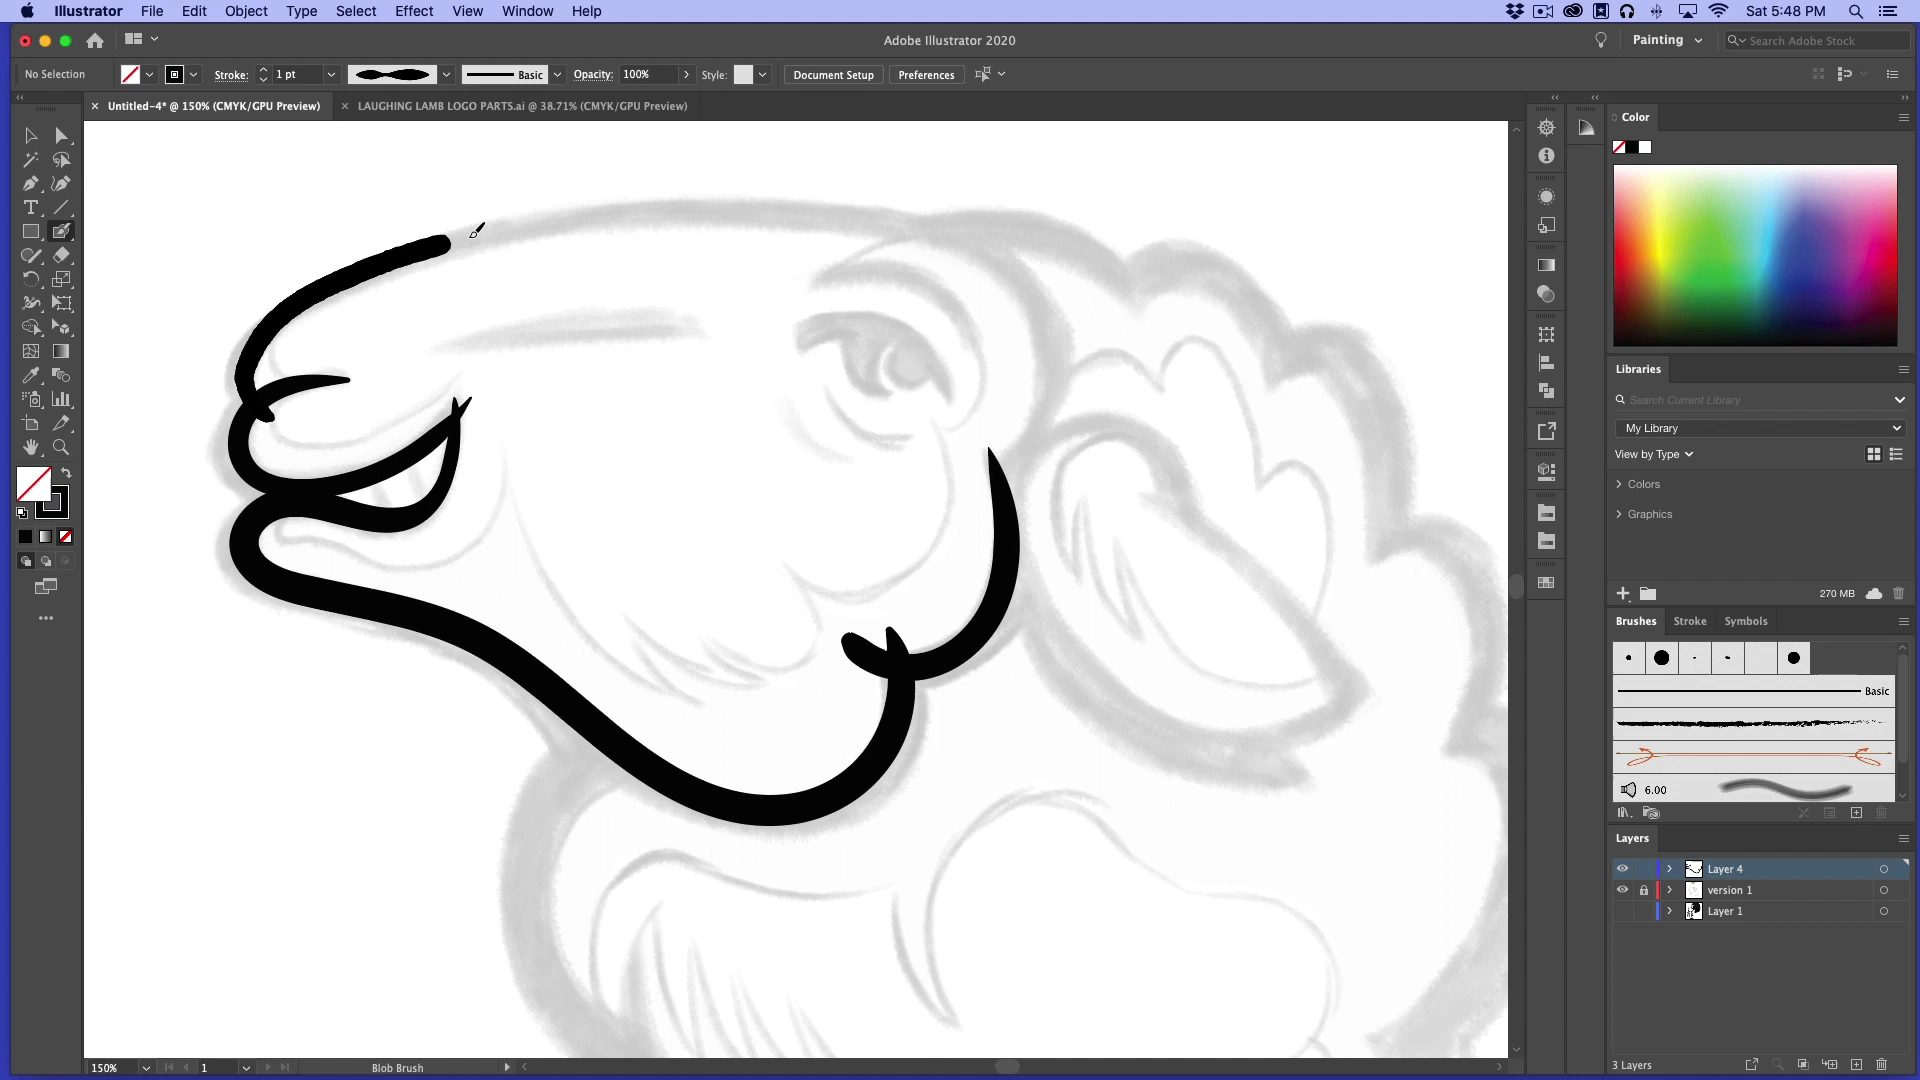 Illustrator File Edit Object Type Select Effect View Window Help Sat 5:48 PM
Adobe Illustrator 2020 Painting Search Adobe Stock
No Selection Stroke: 1 pt Basic Opacity: 100% Style: Document Setup Preferences
Untitled-4* @ 150% (CMYK/GPU Preview) LAUGHING LAMB LOGO PARTS.ai @ 38.71% (CMYK/GPU Preview)
Color
Libraries
Search Current Library
My Library
View by Type
Colors
Graphics
270 MB
Brushes Stroke Symbols
Basic
6.00
Layers
Layer 4
version 1
Layer 1
3 Layers
150% 1 Blob Brush